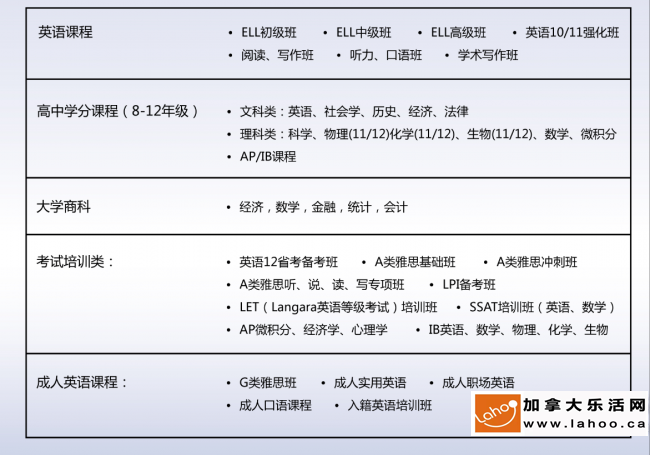 英语课程
• ELL初级班 • ELL中级班 • ELL高级班 • 英语10/11强化班
• 阅读、写作班 • 听力、口语班 • 学术写作班
高中学分课程（8-12年级）
• 文科类：英语、社会学、历史、经济、法律
• 理科类：科学、物理(11/12)化学(11/12)、生物(11/12)、数学、微积分
• AP/IB课程
大学商科 • 经济，数学，金融，统计，会计
考试培训类：
• 英语12省考备考班 • A类雅思基础班 • A类雅思冲刺班
• A类雅思听、说、读、写专项班 • LPI备考班
• LET（Langara英语等级考试）培训班 • SSAT培训班（英语、数学）
• AP微积分、经济学、心理学 • IB英语、数学、物理、化学、生物
成人英语课程：
• G类雅思班 • 成人实用英语 • 成人职场英语
• 成人口语课程 • 入籍英语培训班
Lahoo
加拿大乐活网
www.lahoo.ca